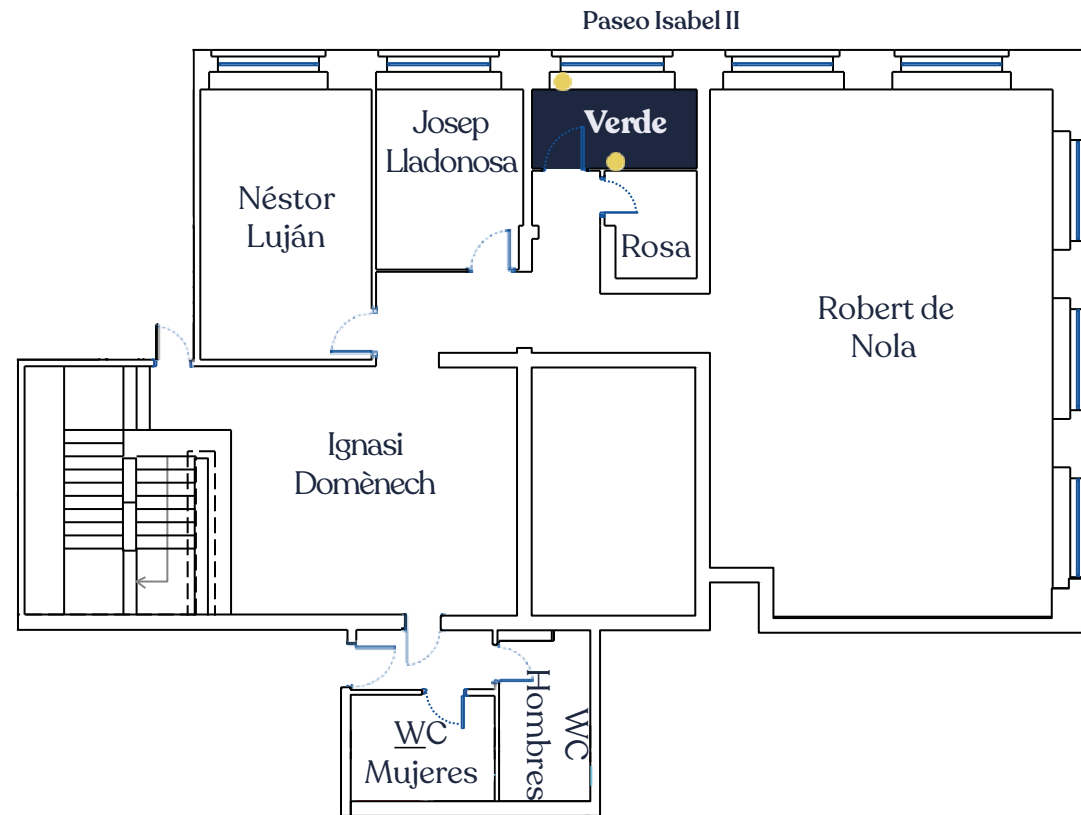 Paseo Isabel II
Néstor
Luján
Josep
Lladonosa
Verde
Rosa
Robert de
Nola
Ignasi
Domènech
WC
Mujeres
WC
Hombres